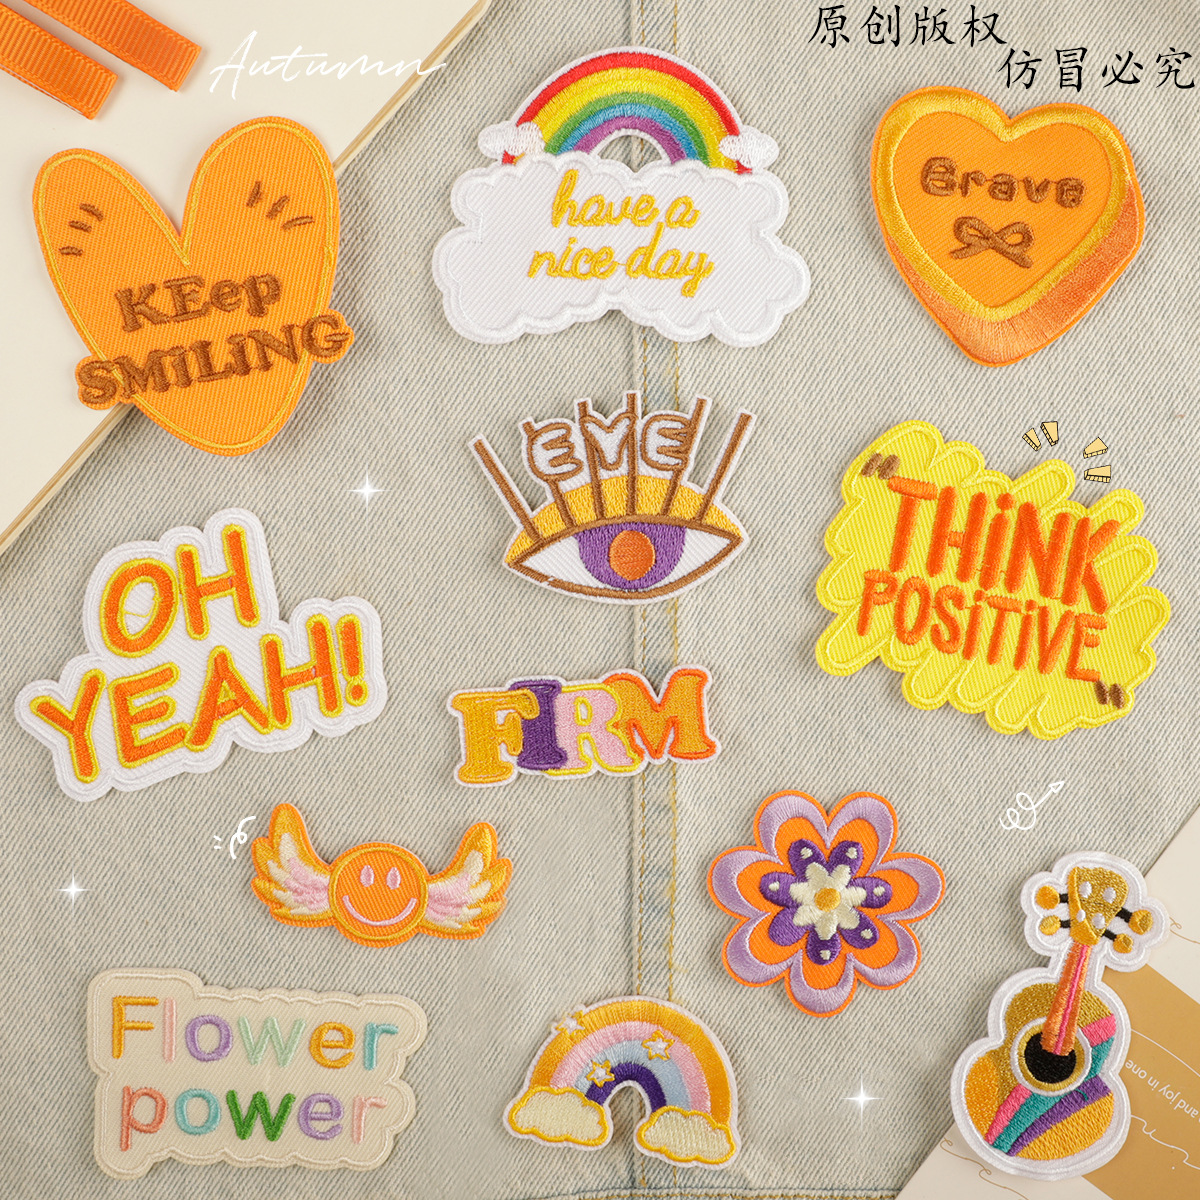 Autumn
原创版权
仿冒必究
KEep
SMiLiNG
have a
nice day
Brave
EYE
"THiNK
POSiTiVE"
OH
YEAH!
FIRM
Flower
power
and joy in one